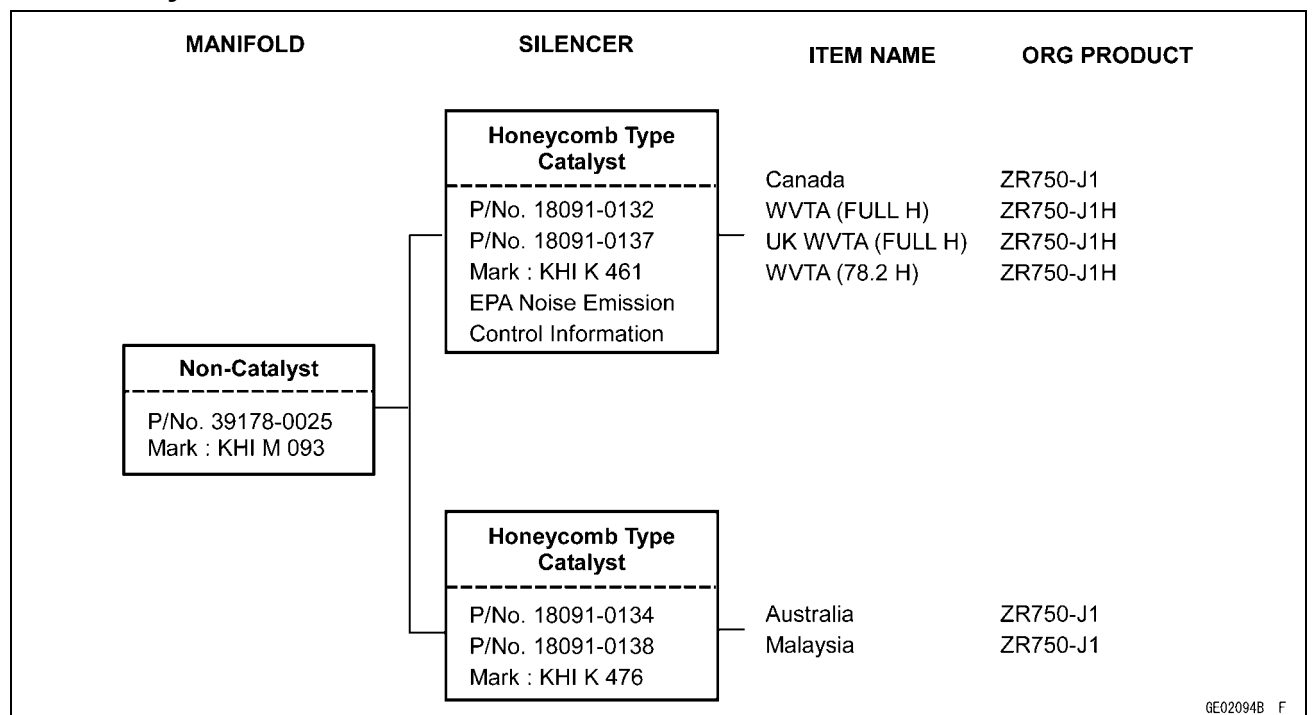 MANIFOLD SILENCER ITEM NAME ORG PRODUCT
Honeycomb Type
Catalyst
P/No. 18091-0132
P/No. 18091-0137
Mark : KHI K 461
EPA Noise Emission
Control Information
Canada ZR750-J1
WVTA (FULL H) ZR750-J1H
UK WVTA (FULL H) ZR750-J1H
WVTA (78.2 H) ZR750-J1H
Non-Catalyst
P/No. 39178-0025
Mark : KHI M 093
Honeycomb Type
Catalyst
P/No. 18091-0134
P/No. 18091-0138
Mark : KHI K 476
Australia ZR750-J1
Malaysia ZR750-J1
GE02094B F